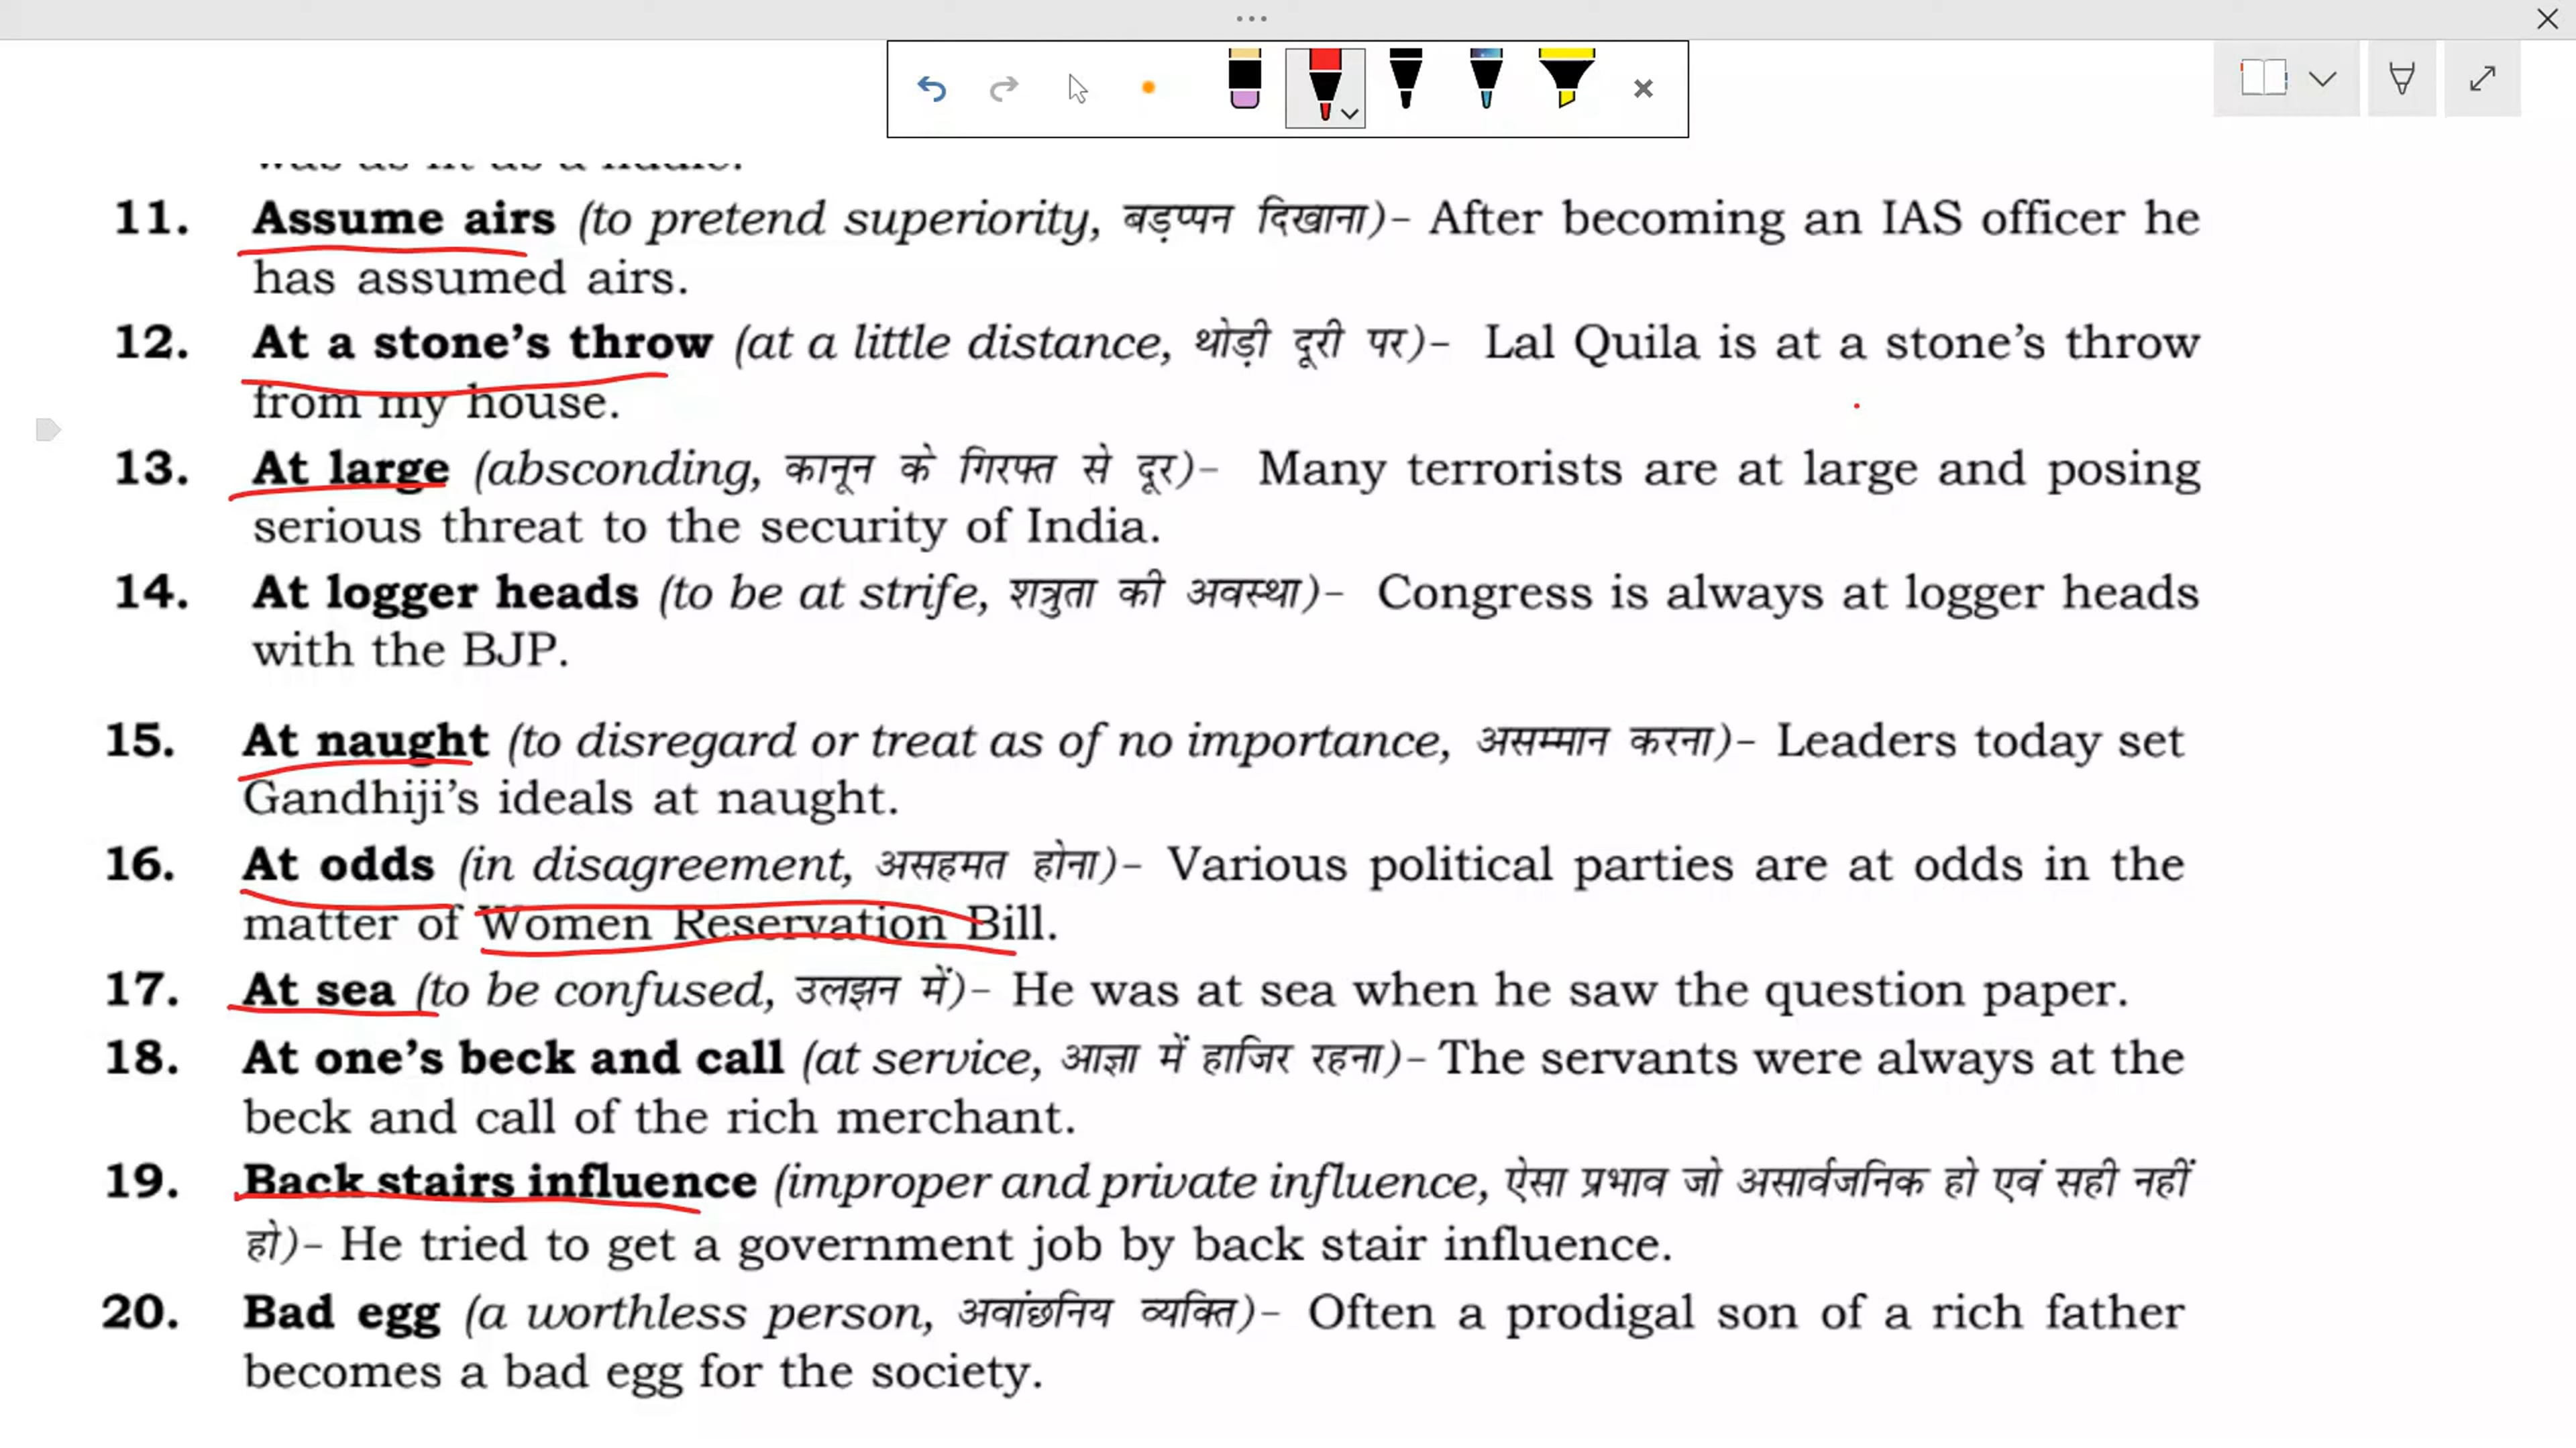 11. Assume airs (to pretend superiority, बड़प्पन दिखाना)- After becoming an IAS officer he
has assumed airs.
12. At a stone's throw (at a little distance, थोड़ी दूरी पर)- Lal Quila is at a stone's throw
from my house.
13. At large (absconding, कानून के गिरफ्त से दूर)- Many terrorists are at large and posing
serious threat to the security of India.
14. At logger heads (to be at strife, शत्रुता की अवस्था)- Congress is always at logger heads
with the BJP.
15. At naught (to disregard or treat as of no importance, असम्मान करना)- Leaders today set
Gandhiji's ideals at naught.
16. At odds (in disagreement, असहमत होना)- Various political parties are at odds in the
matter of Women Reservation Bill.
17. At sea (to be confused, उलझन में)- He was at sea when he saw the question paper.
18. At one's beck and call (at service, आज्ञा में हाजिर रहना)- The servants were always at the
beck and call of the rich merchant.
19. Back stairs influence (improper and private influence, ऐसा प्रभाव जो असार्वजनिक हो एवं सही नहीं
हो)- He tried to get a government job by back stair influence.
20. Bad egg (a worthless person, अवांछनिय व्यक्ति)- Often a prodigal son of a rich father
becomes a bad egg for the society.